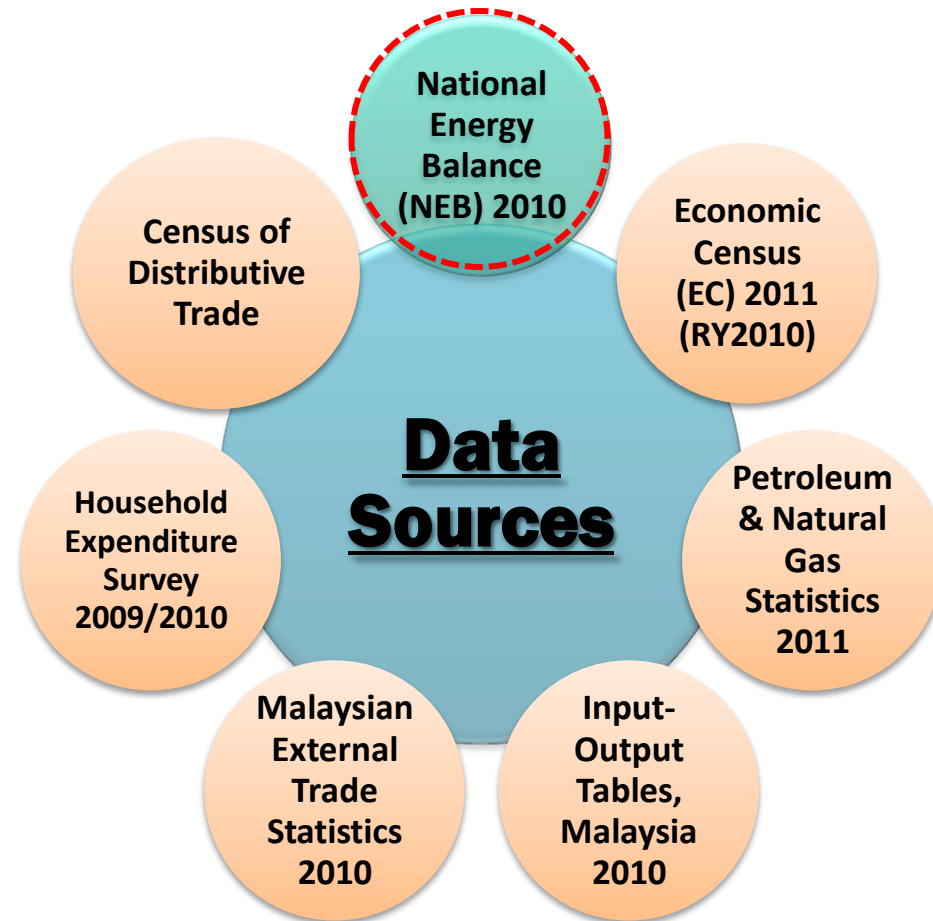 National
Energy
Balance
(NEB) 2010
Economic
Census
(EC) 2011
(RY2010)
Petroleum
& Natural
Gas
Statistics
2011
Input-
Output
Tables,
Malaysia
2010
Malaysian
External
Trade
Statistics
2010
Household
Expenditure
Survey
2009/2010
Census of
Distributive
Trade
Data
Sources